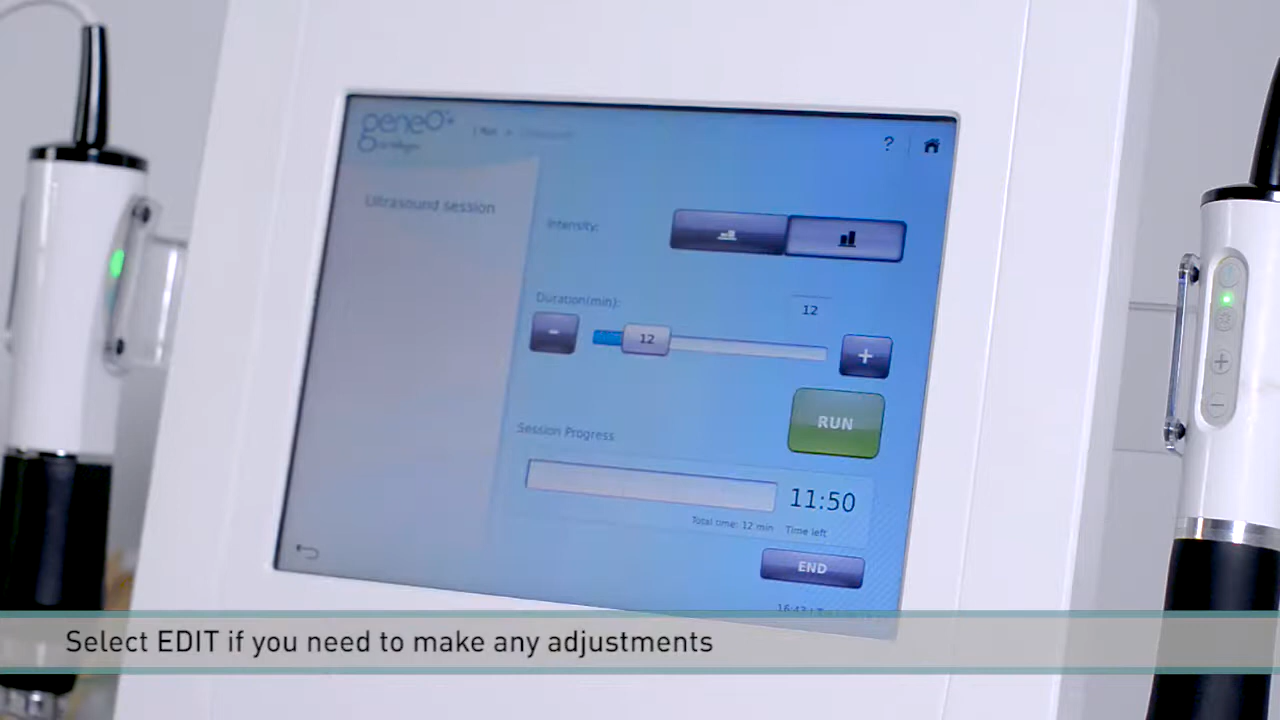 geneO+
?
Ultrasound session
Intensity:
Duration(min):
12
-
12
+
RUN
Session Progress
11:50
Total time: 12 min
Time left
END
Select EDIT if you need to make any adjustments